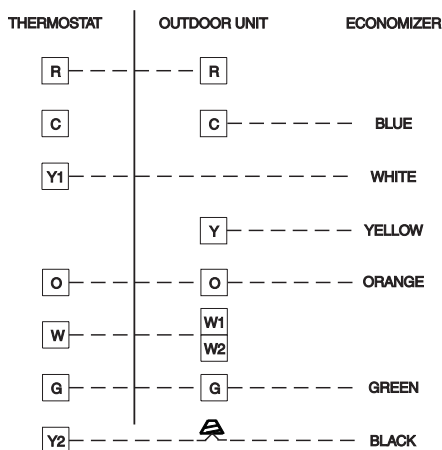 THERMOSTAT OUTDOOR UNIT ECONOMIZER
R R
C C BLUE
Y1 WHITE
Y YELLOW
O O ORANGE
W1
W
W2
G G GREEN
Y2 BLACK